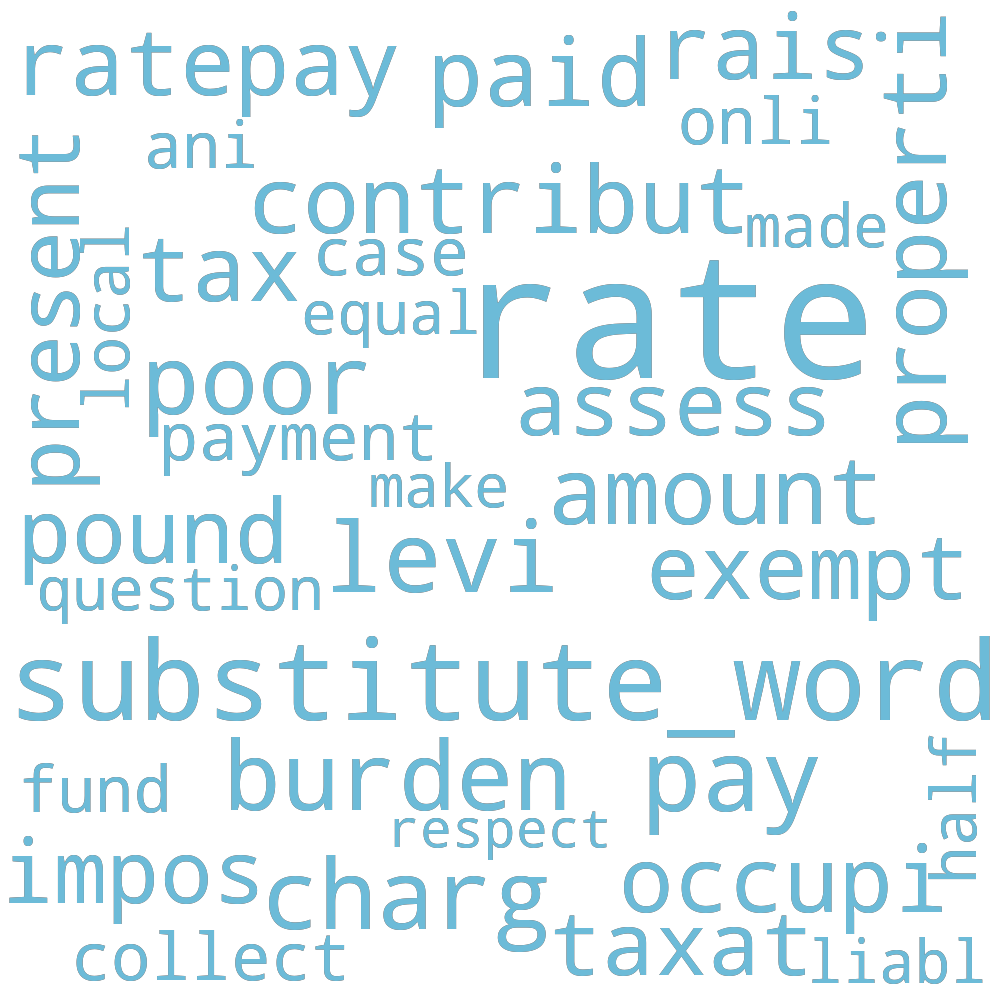 ratepay
paid
rais
properti
onli
ani
present
contribut
made
local
tax
case
rate
equal
poor
assess
payment
make
amount
pound
levi
exempt
question
substitute_word
burden
pay
half
fund
respect
impos
charg
occupi
taxat
collect
liabl